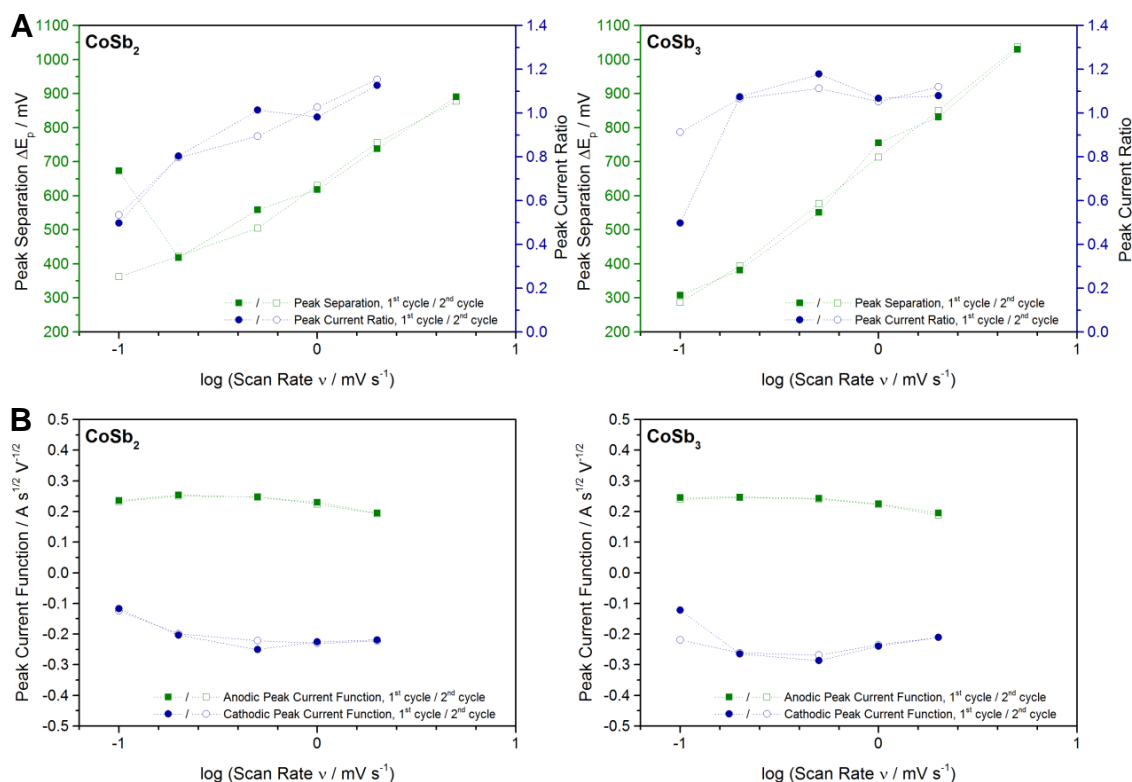 A
CoSb2
Peak Separation ΔEp / mV
1100
1000
900
800
700
600
500
400
300
200
1.4
1.2
1.0
0.8
0.6
0.4
0.2
0.0
Peak Current Ratio
/ Peak Separation, 1st cycle / 2nd cycle
/ Peak Current Ratio, 1st cycle / 2nd cycle
-1 0 1
log (Scan Rate ν / mV s-1)
CoSb3
Peak Separation ΔEp / mV
1100
1000
900
800
700
600
500
400
300
200
1.4
1.2
1.0
0.8
0.6
0.4
0.2
0.0
Peak Current Ratio
/ Peak Separation, 1st cycle / 2nd cycle
/ Peak Current Ratio, 1st cycle / 2nd cycle
-1 0 1
log (Scan Rate ν / mV s-1)
B
CoSb2
Peak Current Function / A s1/2 V-1/2
0.5
0.4
0.3
0.2
0.1
0.0
-0.1
-0.2
-0.3
-0.4
-0.5
/ Anodic Peak Current Function, 1st cycle / 2nd cycle
/ Cathodic Peak Current Function, 1st cycle / 2nd cycle
-1 0 1
log (Scan Rate ν / mV s-1)
CoSb3
Peak Current Function / A s1/2 V-1/2
0.5
0.4
0.3
0.2
0.1
0.0
-0.1
-0.2
-0.3
-0.4
-0.5
/ Anodic Peak Current Function, 1st cycle / 2nd cycle
/ Cathodic Peak Current Function, 1st cycle / 2nd cycle
-1 0 1
log (Scan Rate ν / mV s-1)